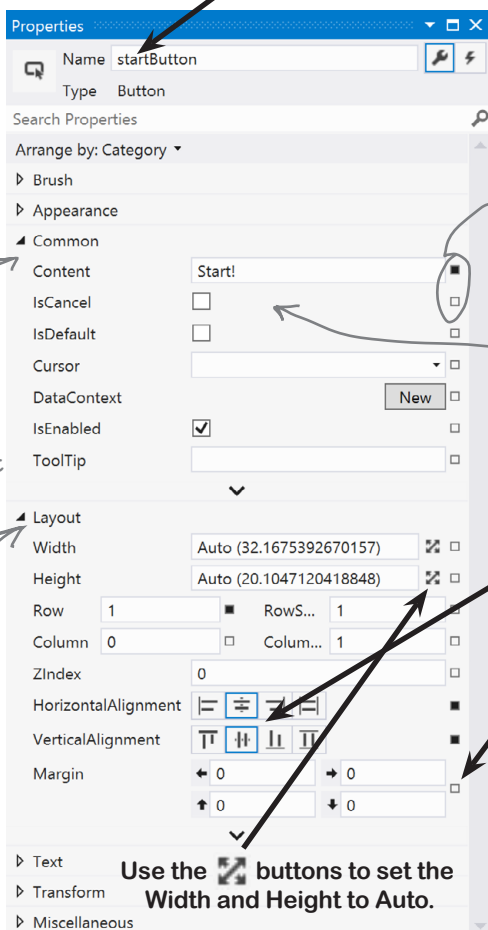 Properties
Name startButton
Type Button
Search Properties
Arrange by: Category
Brush
Appearance
Common
Content Start!
IsCancel
IsDefault
Cursor
DataContext New
IsEnabled
ToolTip
Layout
Width Auto (32.1675392670157)
Height Auto (20.1047120418848)
Row 1 RowS... 1
Column 0 Colum... 1
ZIndex 0
HorizontalAlignment
VerticalAlignment
Margin 0 0
0 0
Text
Transform
Miscellaneous
Use the buttons to set the
Width and Height to Auto.